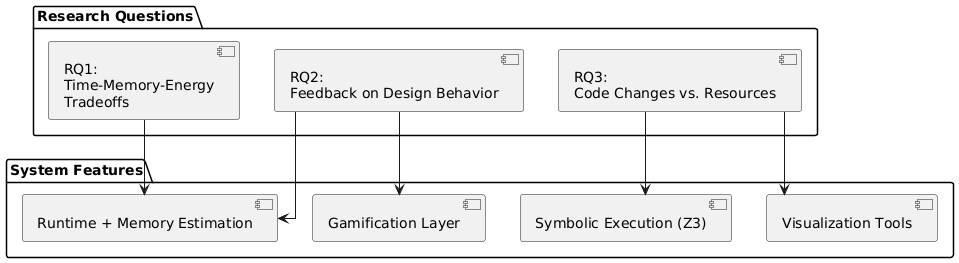 Research Questions
RQ1:
Time-Memory-Energy
Tradeoffs
RQ2:
Feedback on Design Behavior
RQ3:
Code Changes vs. Resources
System Features
Runtime + Memory Estimation
Gamification Layer
Symbolic Execution (Z3)
Visualization Tools